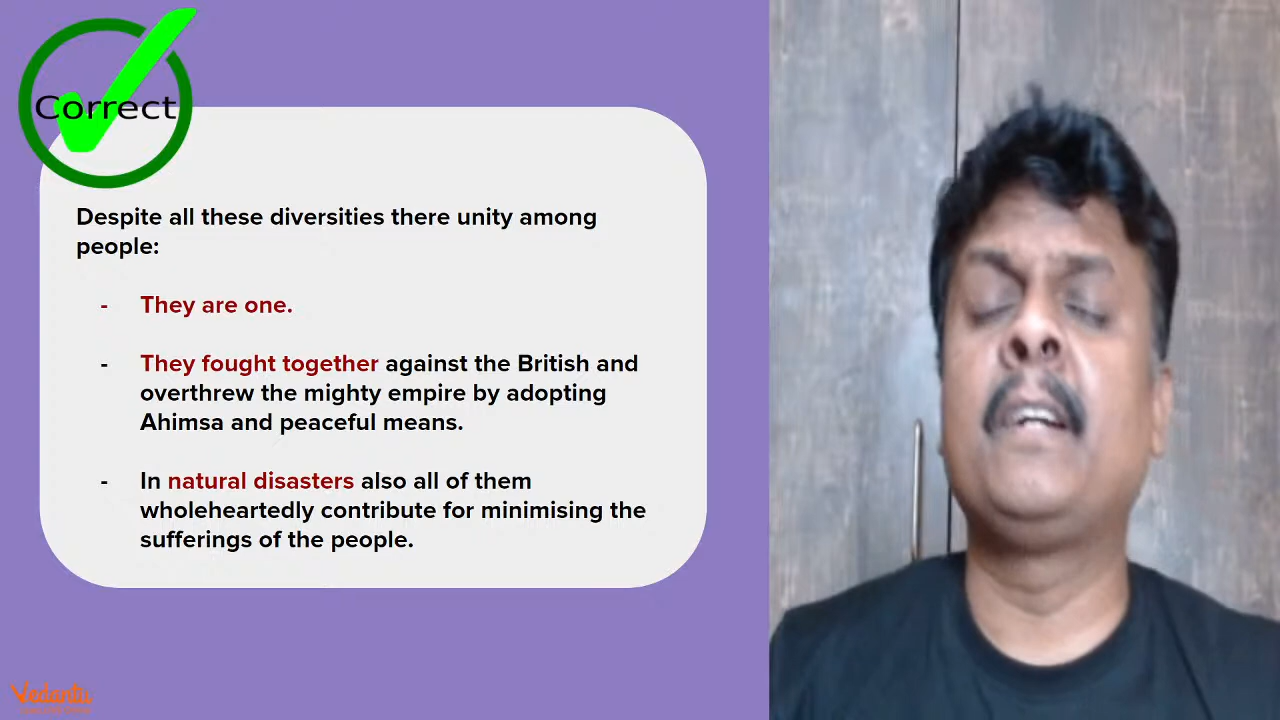 Correct
Despite all these diversities there unity among
people:
- They are one.
- They fought together against the British and
overthrew the mighty empire by adopting
Ahimsa and peaceful means.
- In natural disasters also all of them
wholeheartedly contribute for minimising the
sufferings of the people.
Vedantu